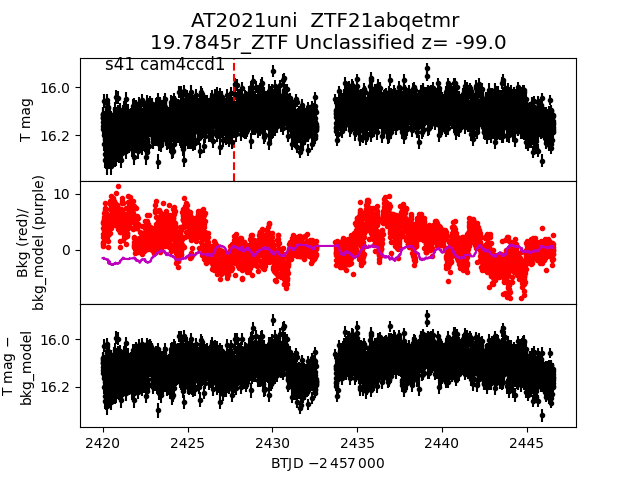 AT2021uni  ZTF21abqetmr
19.7845r_ZTF Unclassified z= -99.0
s41 cam4ccd1
16.0
16.2
T mag
10
0
Bkg (red)/
bkg_model (purple)
16.0
16.2
T mag −
bkg_model
2420
2425
2430
2435
2440
2445
BTJD −2 457 000